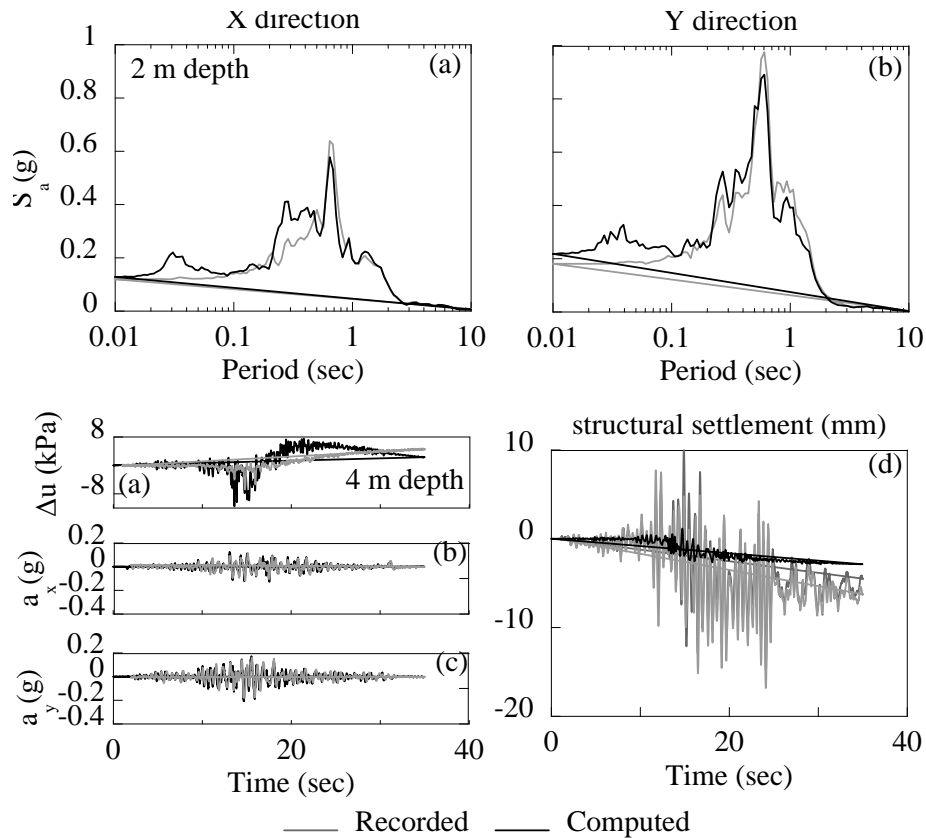 X direction
Y direction
1
0.8
0.6
0.4
0.2
0
S a (g)
2 m depth
(a)
(b)
0.01 0.1 1 10
0.01 0.1 1 10
Period (sec)
Period (sec)
structural settlement (mm)
8
-8
Δu (kPa)
(a)
4 m depth
0.2
0
-0.2
-0.4
a x (g)
(b)
0.2
0
-0.2
-0.4
a y (g)
(c)
10
0
-10
-20
(d)
0 20 40
0 20 40
Time (sec)
Time (sec)
Recorded Computed